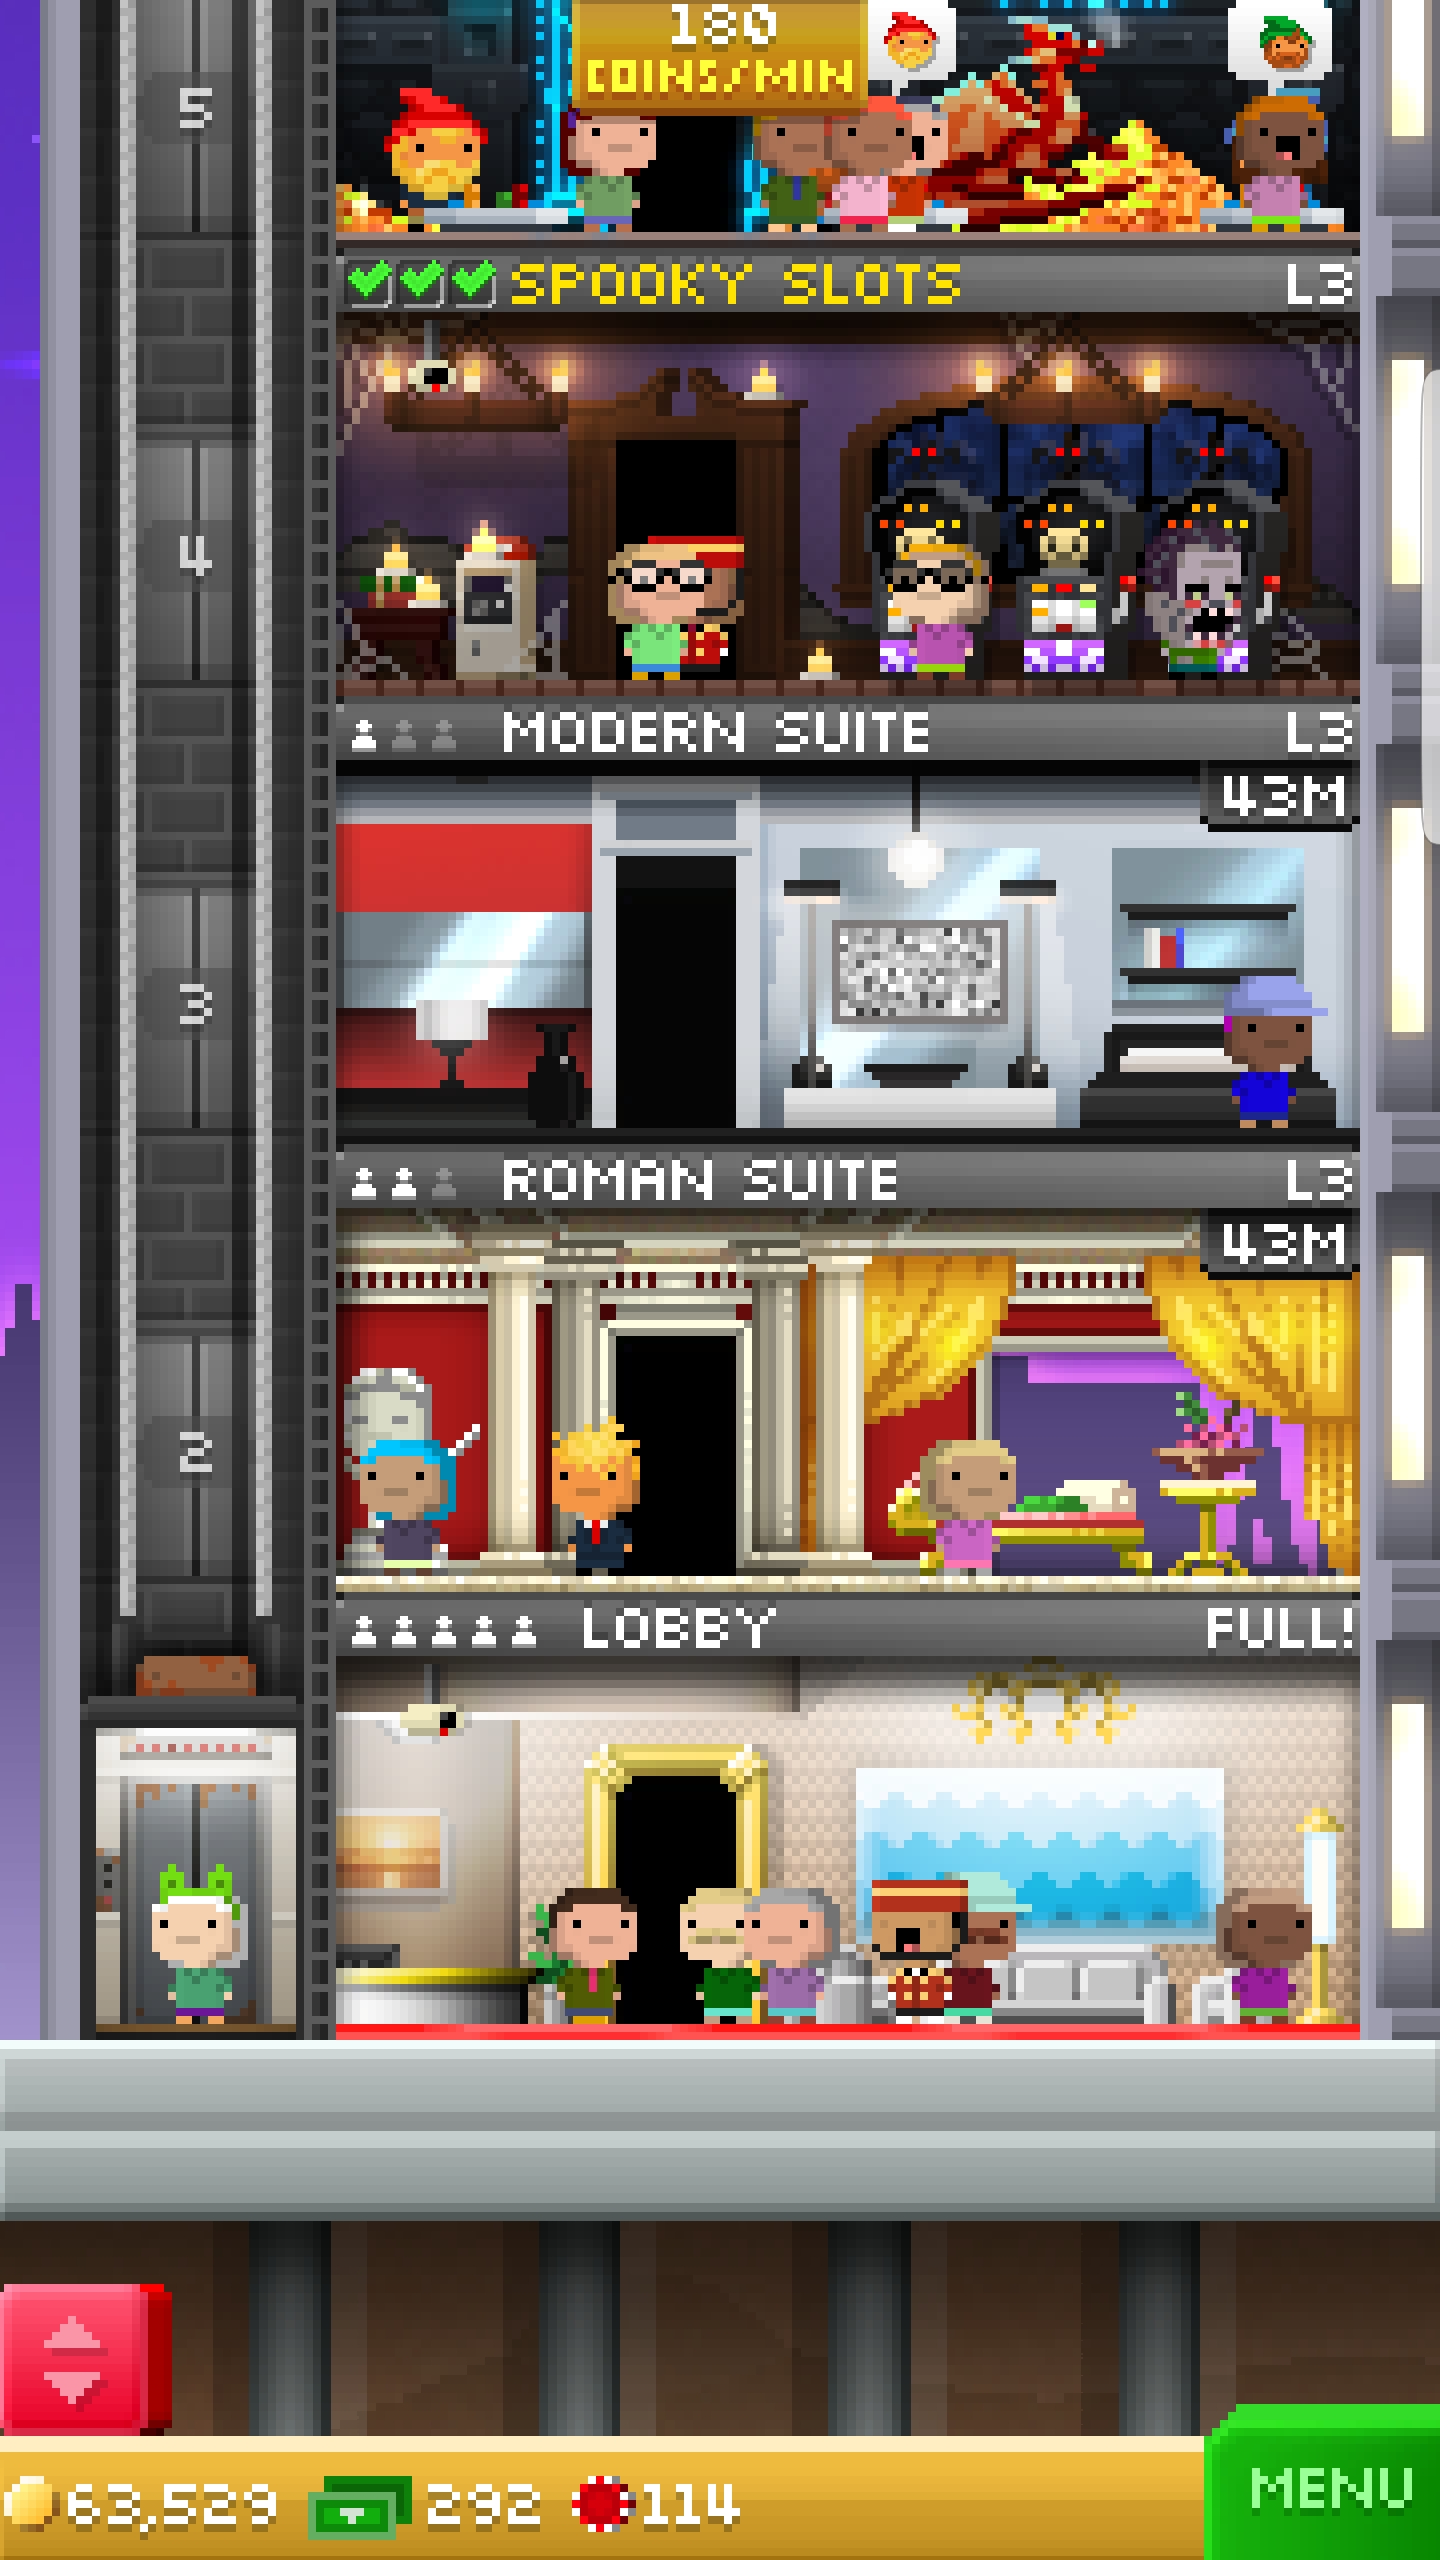 180
COINS/MIN
5
SPOOKY SLOTS L3
4
MODERN SUITE L3
43M
3
ROMAN SUITE L3
43M
2
LOBBY FULL!
63,529 292 114
MENU